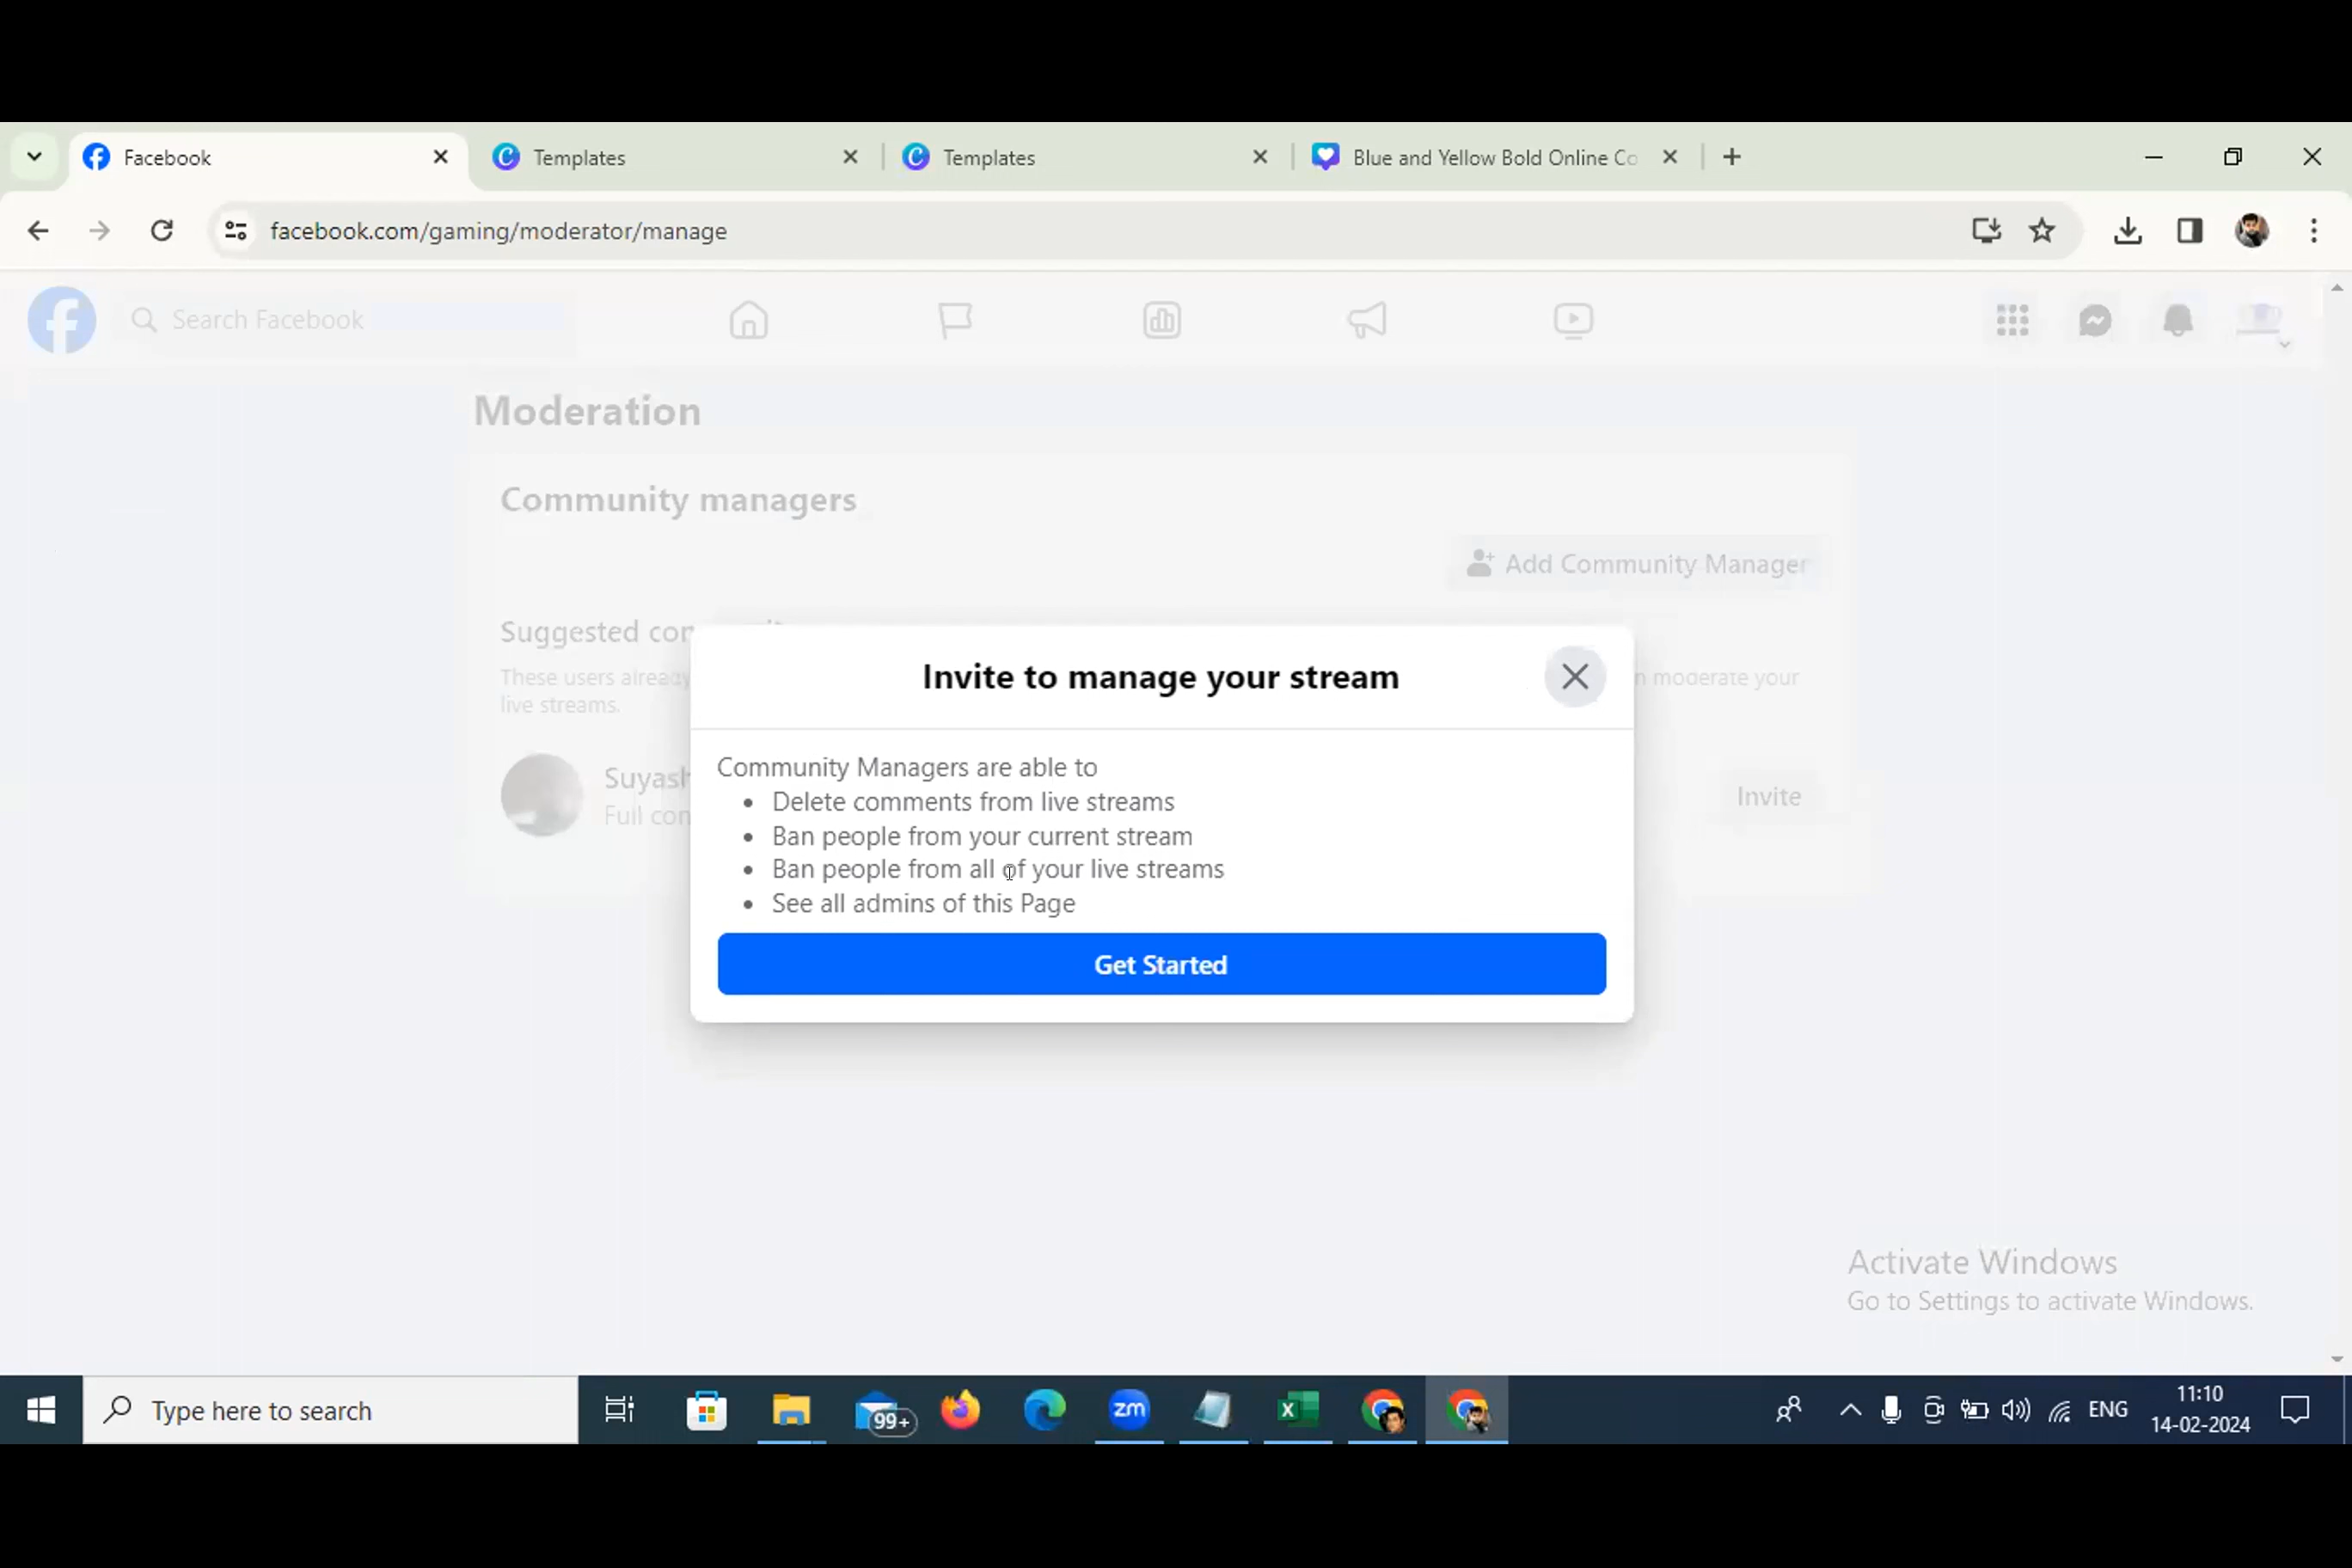 Facebook
Templates
Templates
Blue and Yellow Bold Online Co
facebook.com/gaming/moderator/manage
Search Facebook
Moderation
Community managers
Add Community Manager
Suggested con
These users already
n moderate your
live streams.
Suyash
Full con
Invite
Invite to manage your stream
Community Managers are able to
• Delete comments from live streams
• Ban people from your current stream
• Ban people from all of your live streams
• See all admins of this Page
Get Started
Activate Windows
Go to Settings to activate Windows.
Type here to search
99+
zm
ENG
11:10
14-02-2024